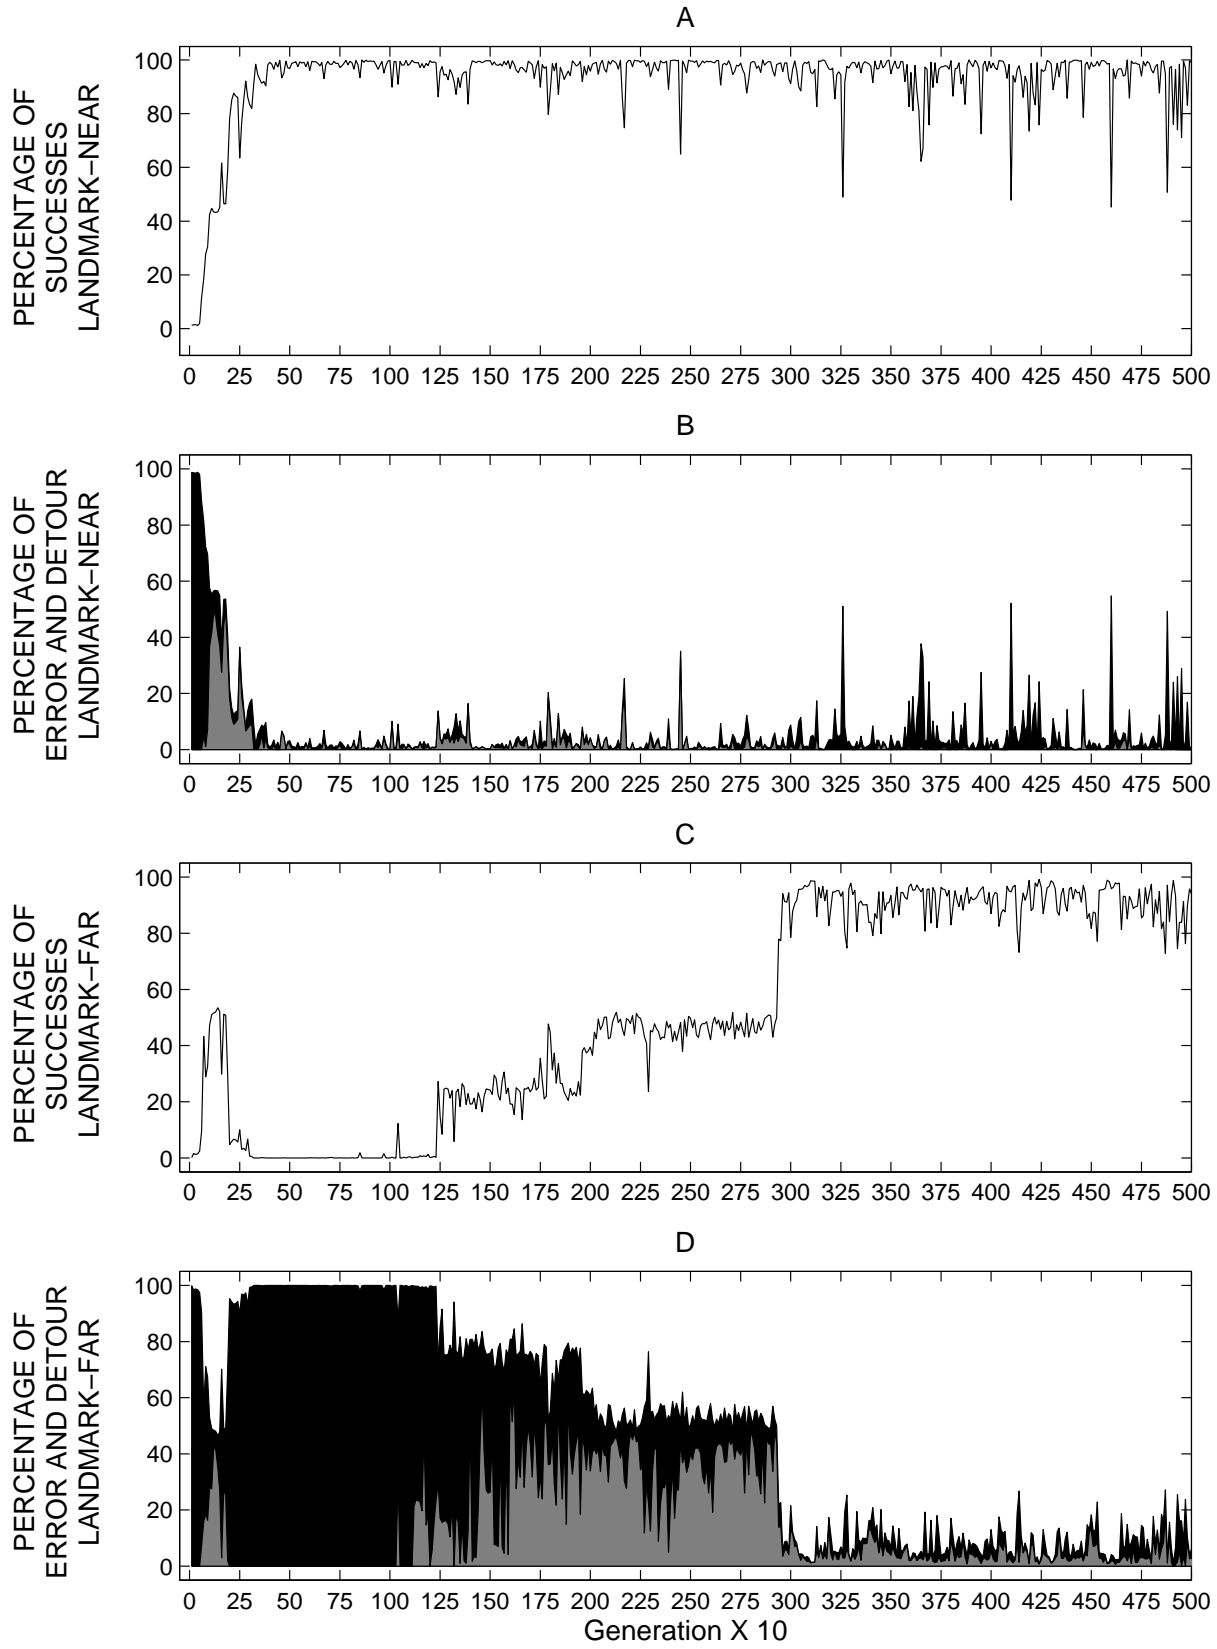 A
PERCENTAGE OF
SUCCESSES
LANDMARK–NEAR
100
80
60
40
20
0
0 25 50 75 100 125 150 175 200 225 250 275 300 325 350 375 400 425 450 475 500
B
PERCENTAGE OF
ERROR AND DETOUR
LANDMARK–NEAR
100
80
60
40
20
0
0 25 50 75 100 125 150 175 200 225 250 275 300 325 350 375 400 425 450 475 500
C
PERCENTAGE OF
SUCCESSES
LANDMARK–FAR
100
80
60
40
20
0
0 25 50 75 100 125 150 175 200 225 250 275 300 325 350 375 400 425 450 475 500
D
PERCENTAGE OF
ERROR AND DETOUR
LANDMARK–FAR
100
80
60
40
20
0
0 25 50 75 100 125 150 175 200 225 250 275 300 325 350 375 400 425 450 475 500
Generation X 10